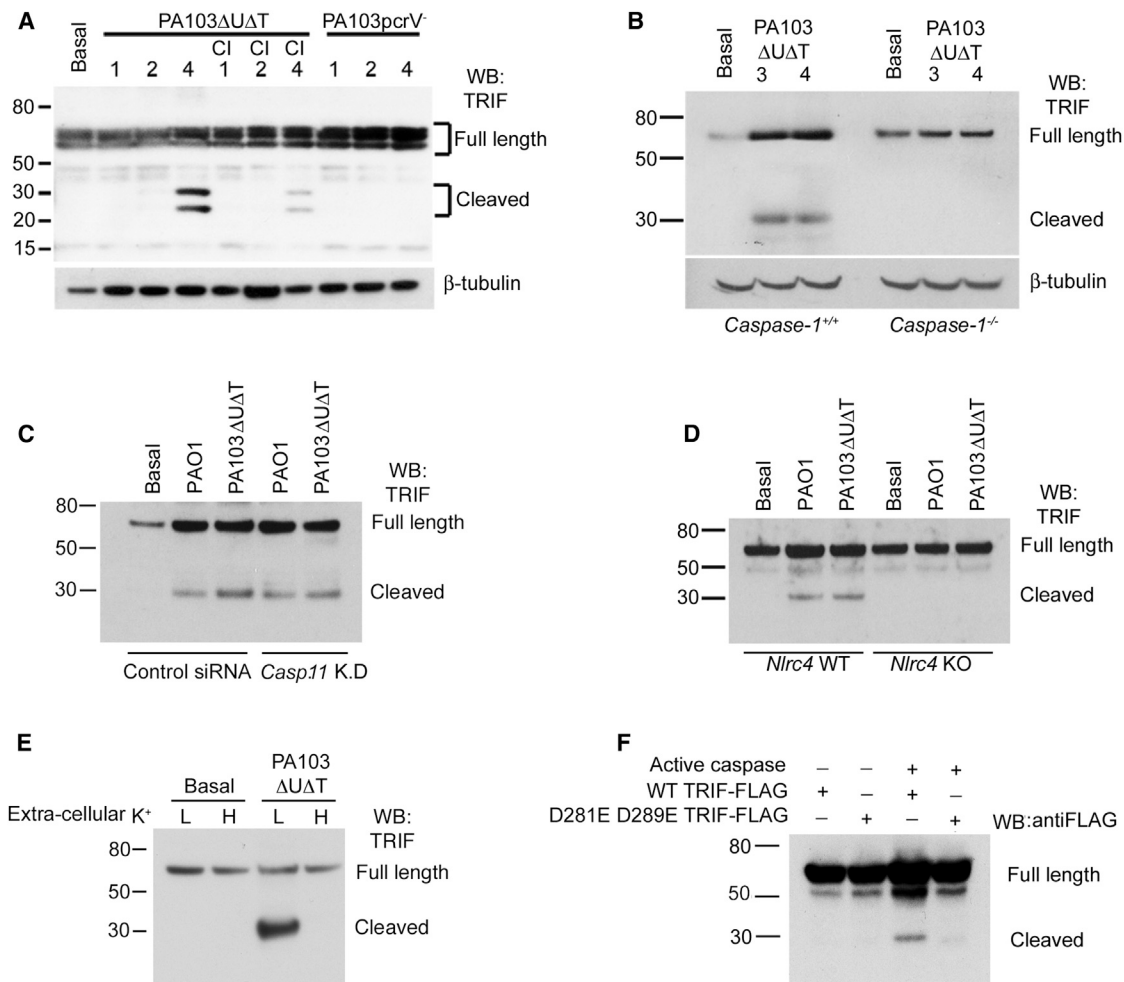 A
Basal
PA103ΔUΔT
PA103pcrV-
CI CI CI
1 2 4 1 2 4 1 2 4
WB:
TRIF
80
Full length
50
30
Cleaved
20
15
β-tubulin
B
Basal
PA103
ΔUΔT
3 4
Basal
PA103
ΔUΔT
3 4
WB:
TRIF
80
Full length
50
30
Cleaved
β-tubulin
Caspase-1+/+
Caspase-1-/-
C
Basal
PAO1
PA103ΔUΔT
PAO1
PA103ΔUΔT
WB:
TRIF
80
Full length
50
30
Cleaved
Control siRNA
Casp11 K.D
D
Basal
PAO1
PA103ΔUΔT
Basal
PAO1
PA103ΔUΔT
WB:
TRIF
80
Full length
50
30
Cleaved
Nlrc4 WT
Nlrc4 KO
E
PA103
ΔUΔT
Basal
Extra-cellular K+ L H L H
WB:
TRIF
80
Full length
50
30
Cleaved
F
Active caspase – – + +
WT TRIF-FLAG + – + –
D281E D289E TRIF-FLAG – + – +
WB:antiFLAG
80
Full length
50
30
Cleaved